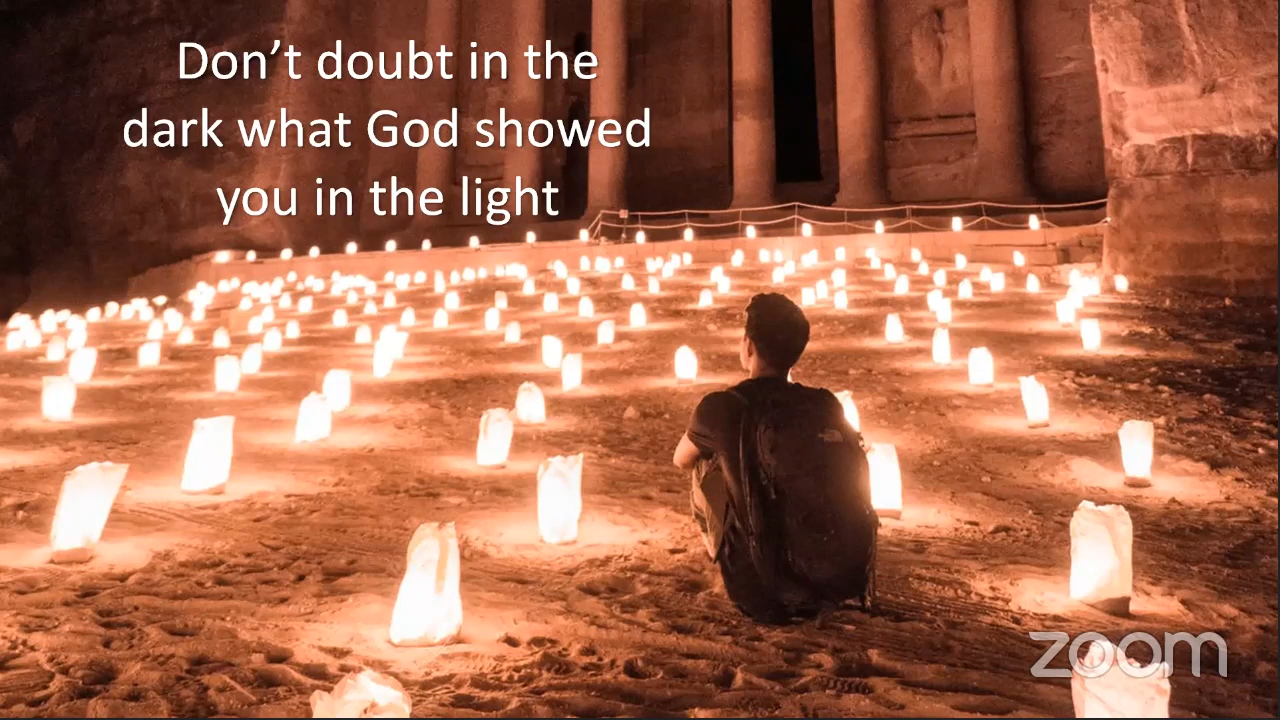 Don’t doubt in the
dark what God showed
you in the light
zoom